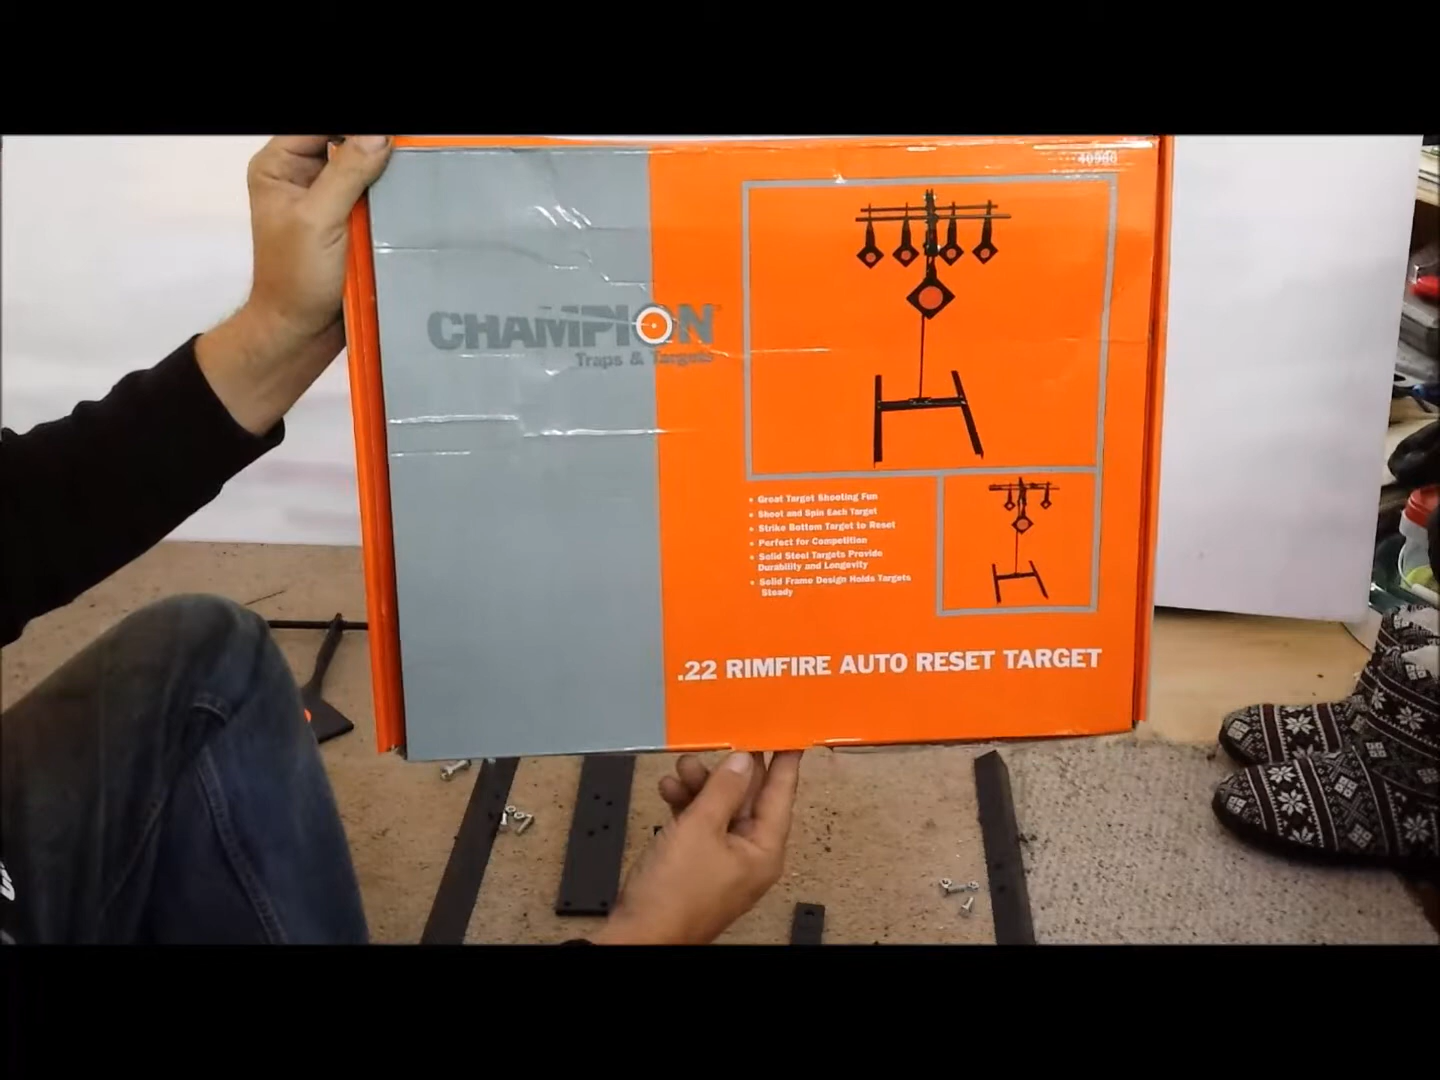 40980
CHAMPION
Traps & Targets
• Great Target Shooting Fun
• Shoot and Spin Each Target
• Strike Bottom Target to Reset
• Perfect for Competition
• Solid Steel Targets Provide
Durability and Longevity
• Solid Frame Design Holds Targets
Steady
.22 RIMFIRE AUTO RESET TARGET